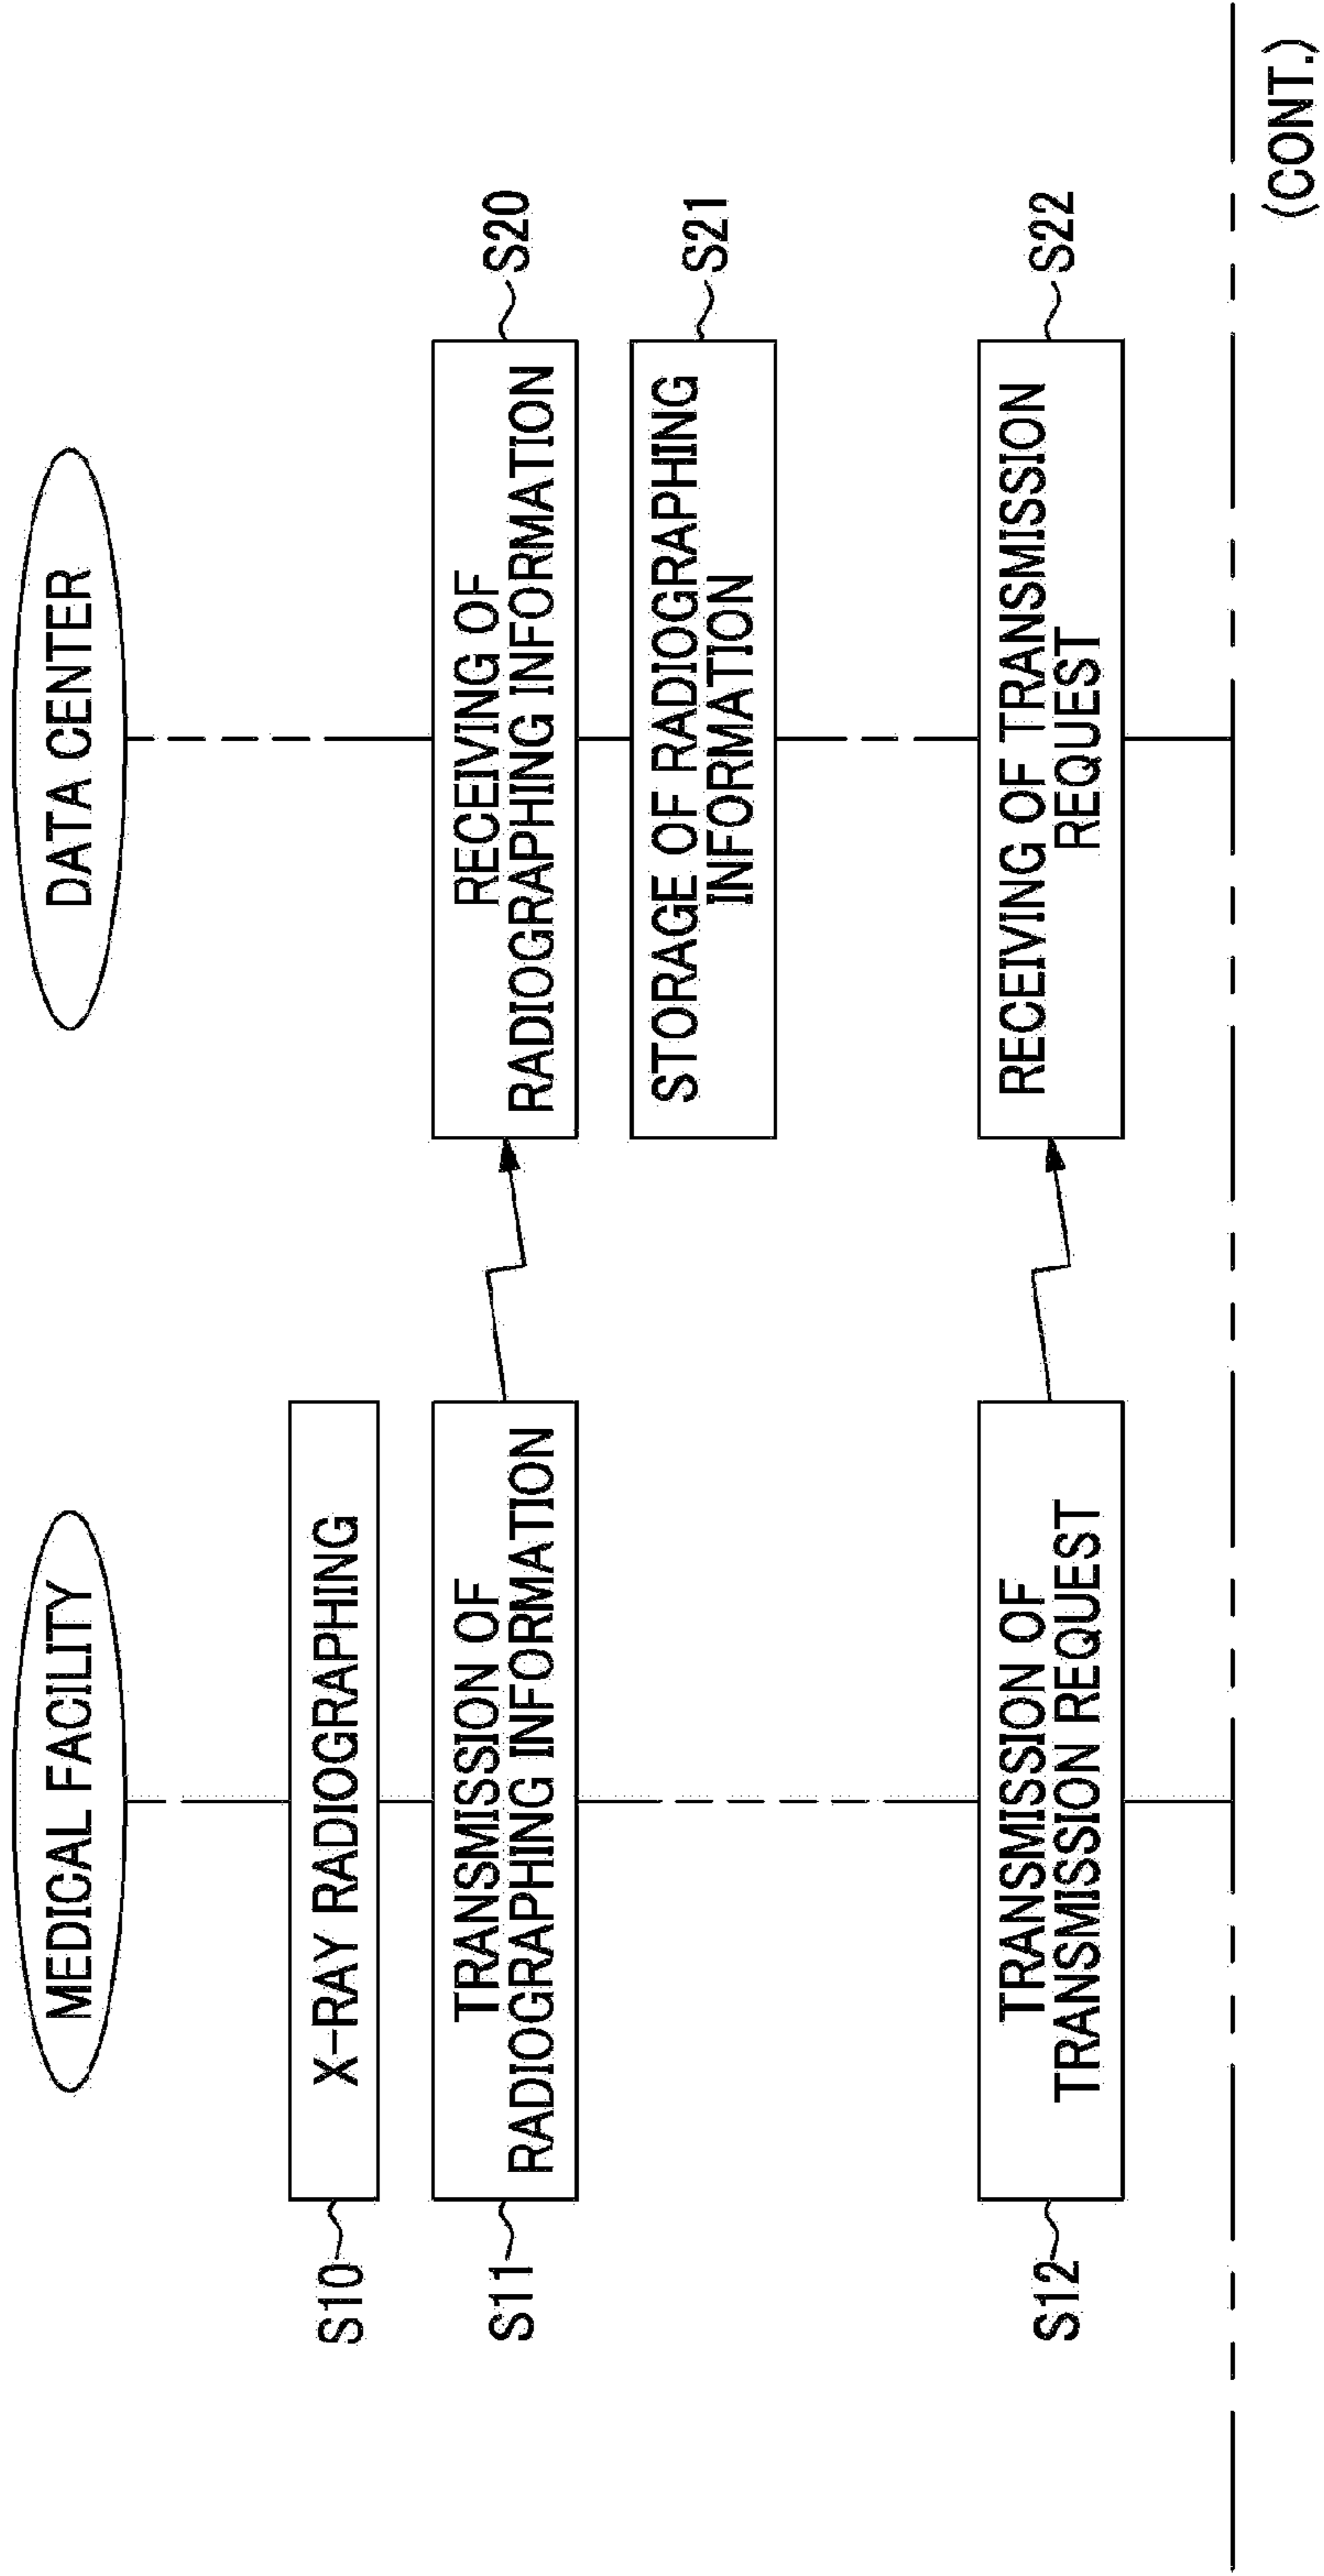 MEDICAL FACILITY
DATA CENTER
S10
X-RAY RADIOGRAPHING
S11
TRANSMISSION OF
RADIOGRAPHING INFORMATION
RECEIVING OF
RADIOGRAPHING INFORMATION
S20
STORAGE OF RADIOGRAPHING
INFORMATION
S21
S12
TRANSMISSION OF
TRANSMISSION REQUEST
RECEIVING OF TRANSMISSION
REQUEST
S22
(CONT.)